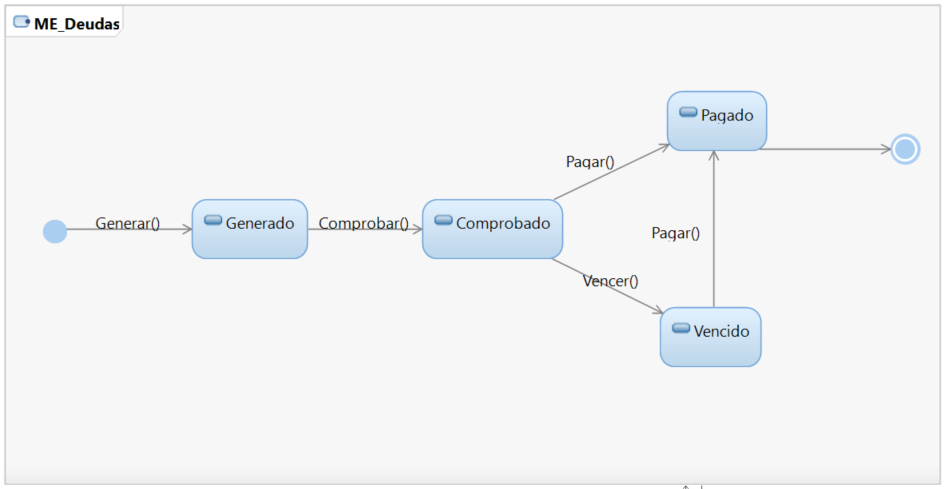 ME_Deudas
Pagado
Pagar()
Generar()
Generado
Comprobar()
Comprobado
Pagar()
Vencer()
Vencido